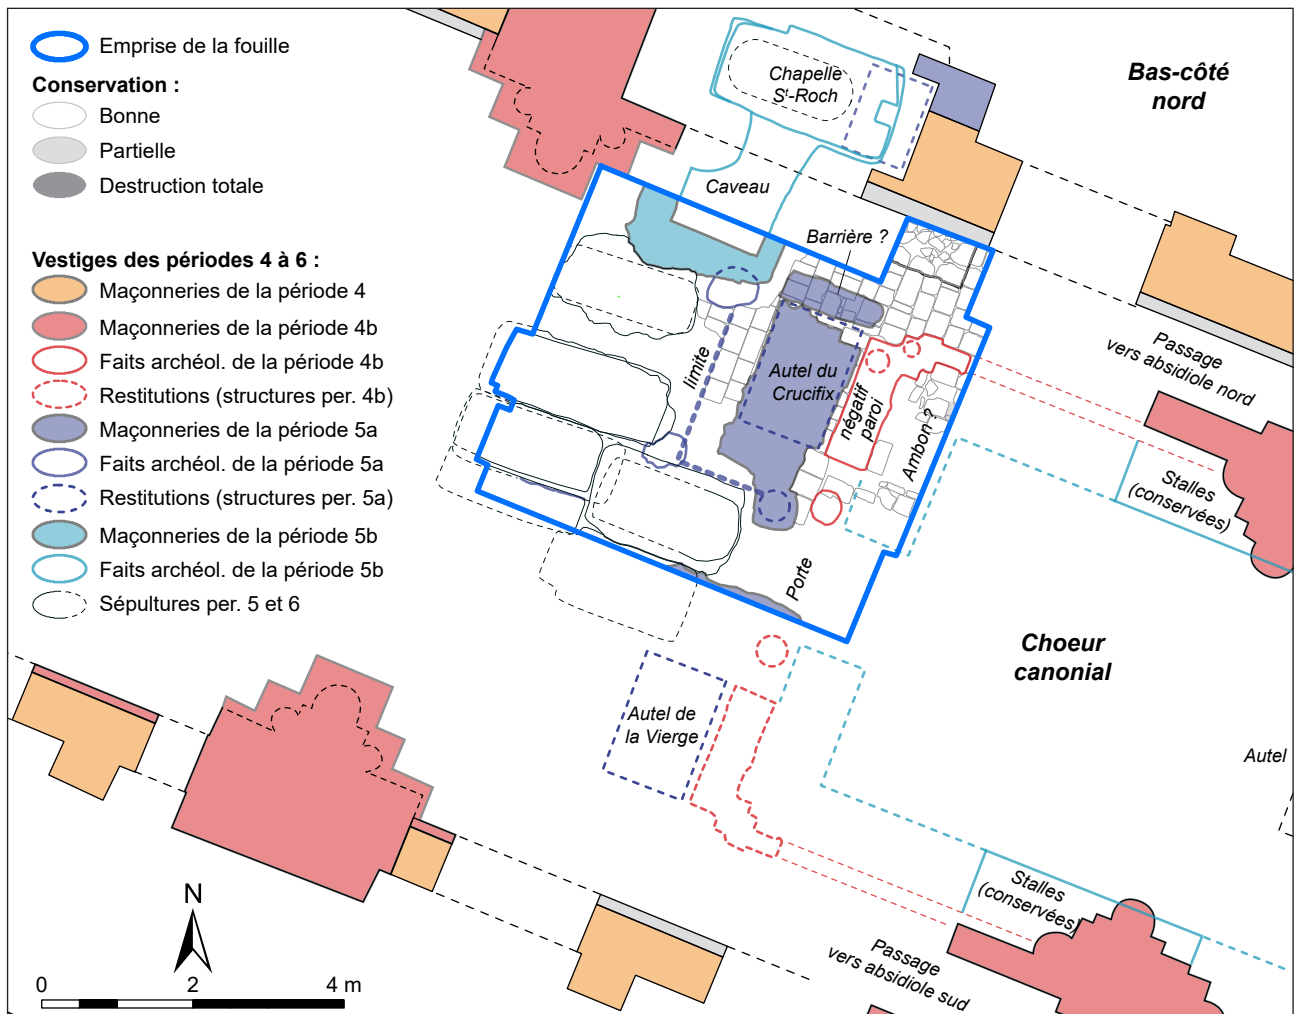 Emprise de la fouille
Conservation :
Bonne
Partielle
Destruction totale
Vestiges des périodes 4 à 6 :
Maçonneries de la période 4
Maçonneries de la période 4b
Faits archéol. de la période 4b
Restitutions (structures per. 4b)
Maçonneries de la période 5a
Faits archéol. de la période 5a
Restitutions (structures per. 5a)
Maçonneries de la période 5b
Faits archéol. de la période 5b
Sépultures per. 5 et 6
Chapelle
St-Roch
Bas-côté
nord
Caveau
Barrière ?
limite
Autel du
Crucifix
négatif
paroi
Ambon ?
Passage
vers absidiole nord
Stalles
(conservées)
Porte
Choeur
canonial
Autel de
la Vierge
Autel
Stalles
(conservées)
Passage
vers absidiole sud
N
0 2 4 m